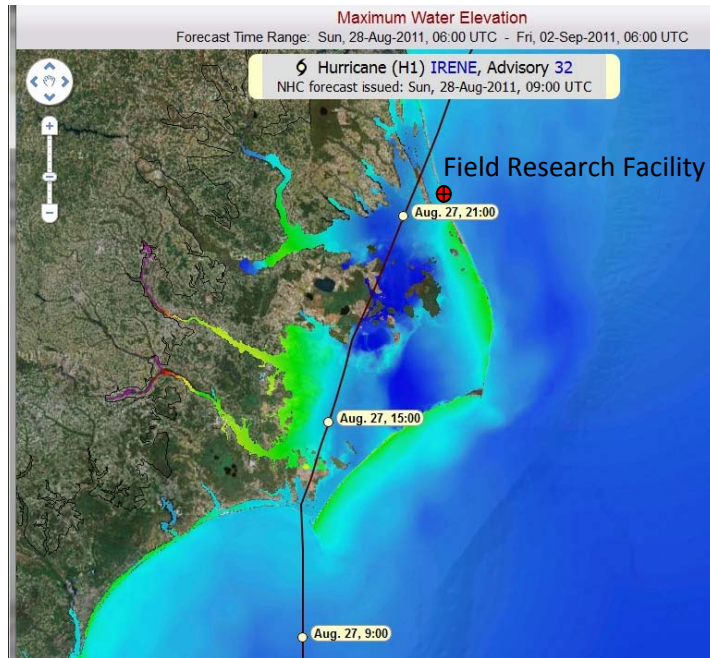 Maximum Water Elevation
Forecast Time Range: Sun, 28-Aug-2011, 06:00 UTC - Fri, 02-Sep-2011, 06:00 UTC
Hurricane (H1) IRENE, Advisory 32
NHC forecast issued: Sun, 28-Aug-2011, 09:00 UTC
Field Research Facility
Aug. 27, 21:00
Aug. 27, 15:00
Aug. 27, 9:00